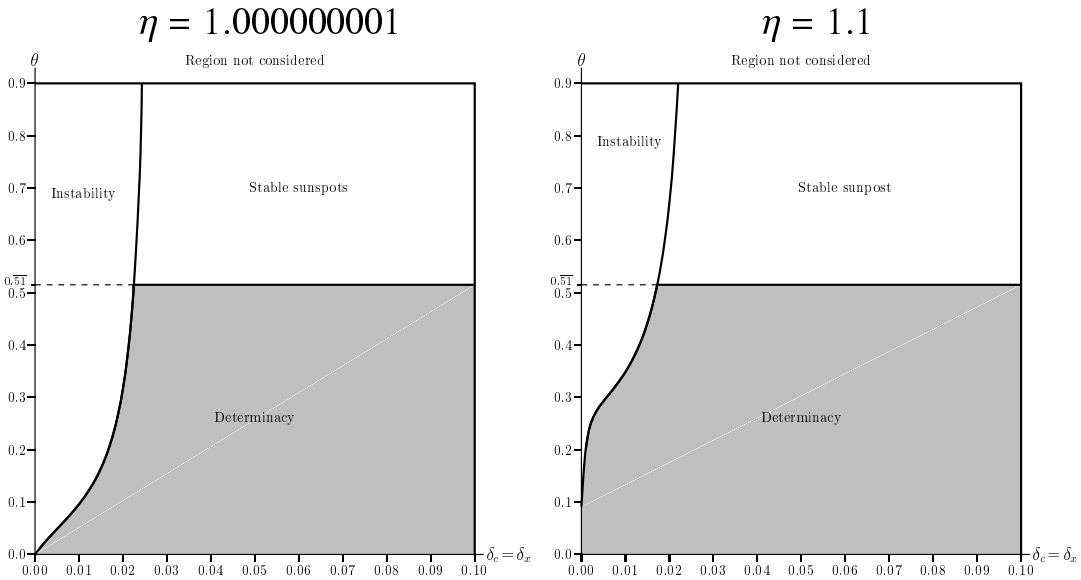 η = 1.000000001
θ
Region not considered
0.9
0.8
Instability
0.7
Stable sunspots
0.6
0.51
0.5
0.4
0.3
Determinacy
0.2
0.1
0.0
δc = δx
0.00 0.01 0.02 0.03 0.04 0.05 0.06 0.07 0.08 0.09 0.10
η = 1.1
θ
Region not considered
0.9
0.8
Instability
0.7
Stable sunpost
0.6
0.51
0.5
0.4
0.3
Determinacy
0.2
0.1
0.0
δc = δx
0.00 0.01 0.02 0.03 0.04 0.05 0.06 0.07 0.08 0.09 0.10